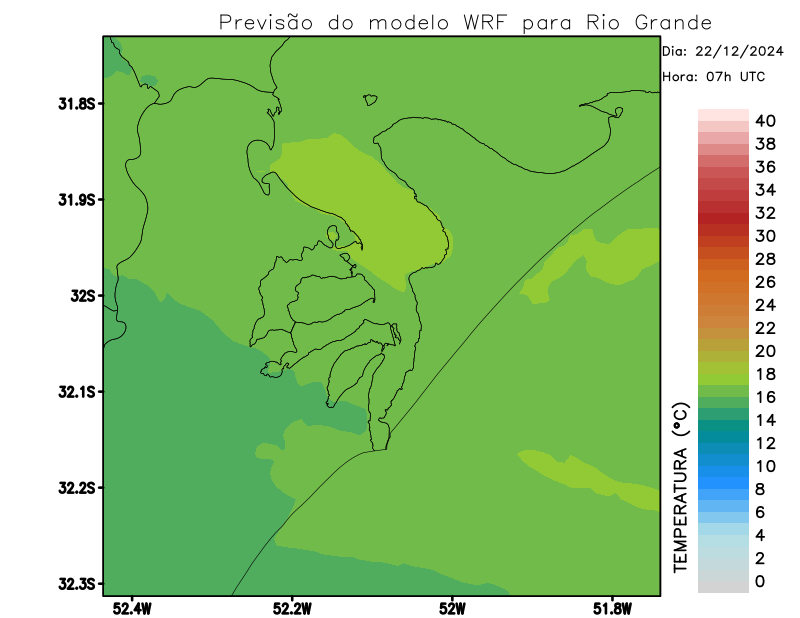 Previsão do modelo WRF para Rio Grande
Dia: 22/12/2024
Hora: 07h UTC
31.8S
31.9S
32S
32.1S
32.2S
32.3S
52.4W
52.2W
52W
51.8W
TEMPERATURA (°C)
40
38
36
34
32
30
28
26
24
22
20
18
16
14
12
10
8
6
4
2
0